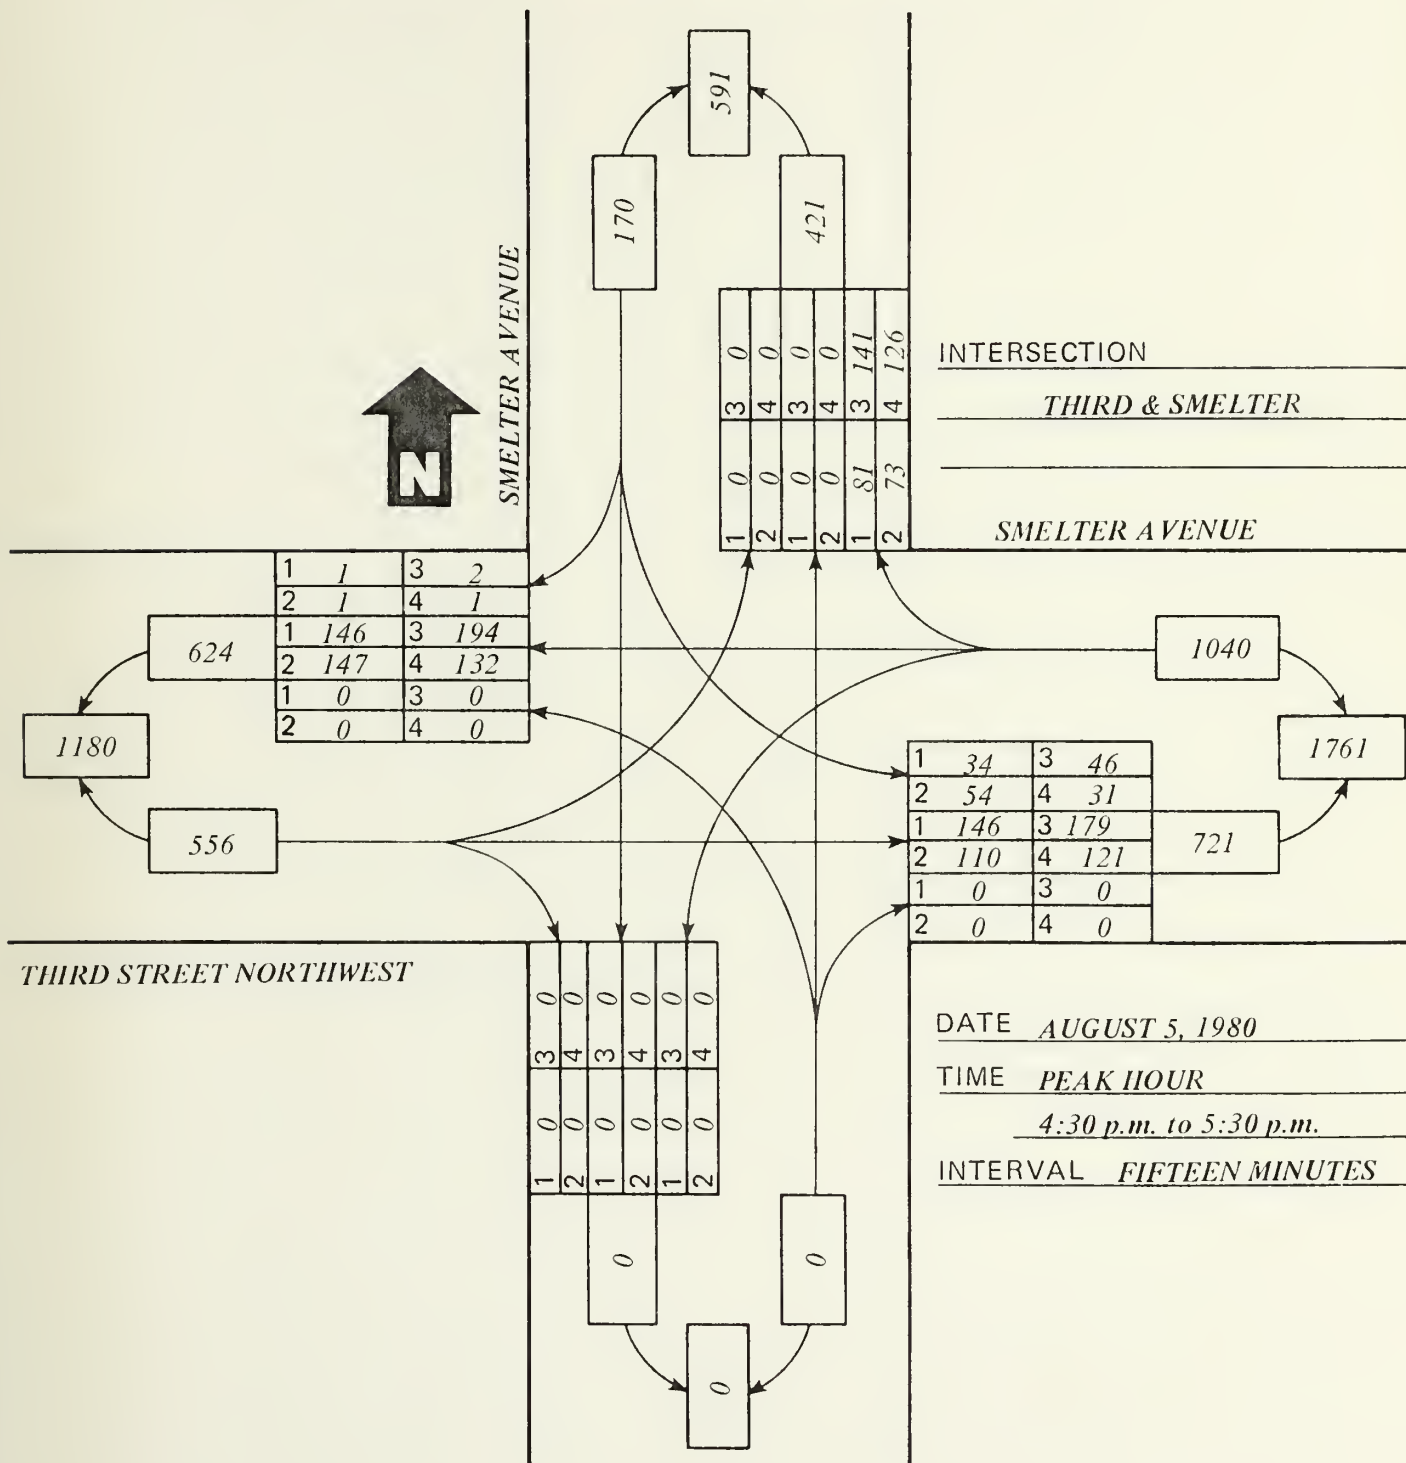 591
170
421
SMELTER AVENUE
N
3 0 4 0 3 0 4 0 3 141 4 126
1 0 2 0 1 0 2 0 1 81 2 73
INTERSECTION
THIRD & SMELTER
SMELTER AVENUE
1 1 3 2
2 1 4 1
1 146 3 194
2 147 4 132
1 0 3 0
2 0 4 0
624
1180
556
1040
1761
721
1 34 3 46
2 54 4 31
1 146 3 179
2 110 4 121
1 0 3 0
2 0 4 0
THIRD STREET NORTHWEST
3 0 4 0 3 0 4 0 3 0 4 0
1 0 2 0 1 0 2 0 1 0 2 0
0
0
0
DATE AUGUST 5, 1980
TIME PEAK HOUR
4:30 p.m. to 5:30 p.m.
INTERVAL FIFTEEN MINUTES